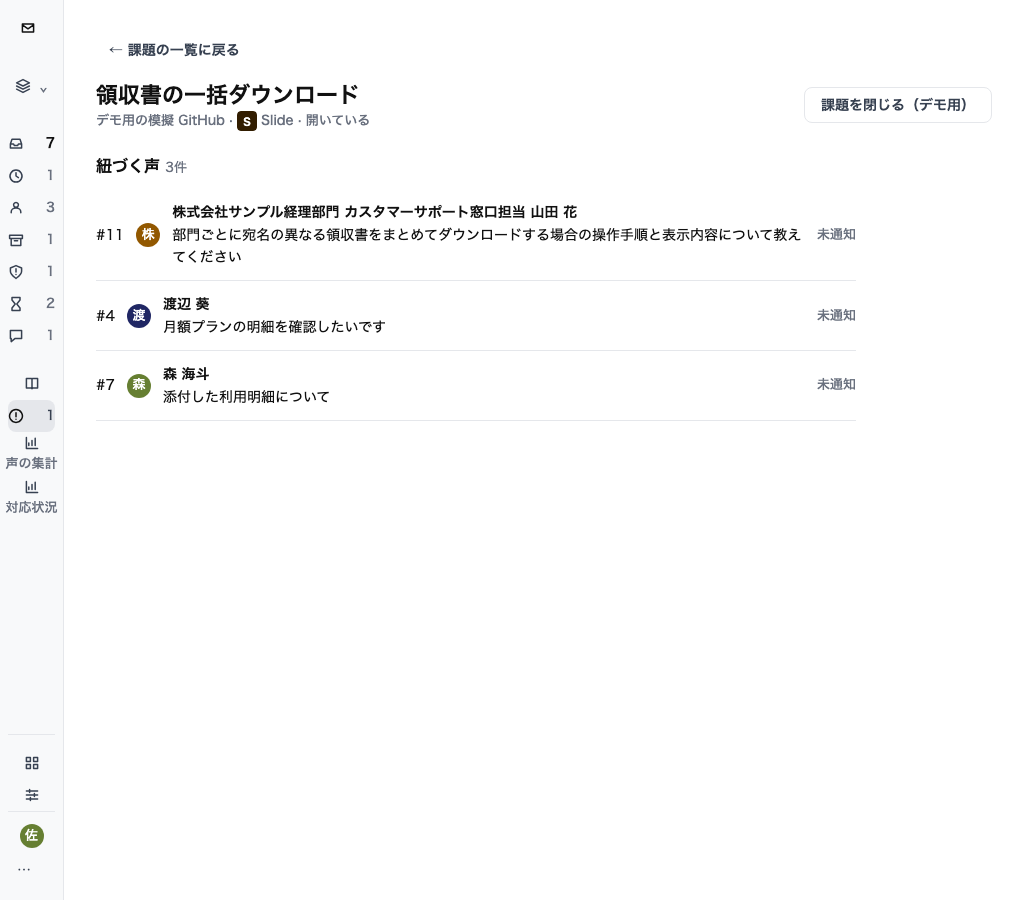 ← 課題の一覧に戻る
領収書の一括ダウンロード
デモ用の模擬 GitHub · S Slide · 開いている
課題を閉じる（デモ用）
紐づく声 3件
#11 株 株式会社サンプル経理部門 カスタマーサポート窓口担当 山田 花
部門ごとに宛名の異なる領収書をまとめてダウンロードする場合の操作手順と表示内容について教え
てください
未通知
#4 渡 渡辺 葵
月額プランの明細を確認したいです
未通知
#7 森 森 海斗
添付した利用明細について
未通知
7
1
3
1
1
2
1
1
声の集計
対応状況
佐
…